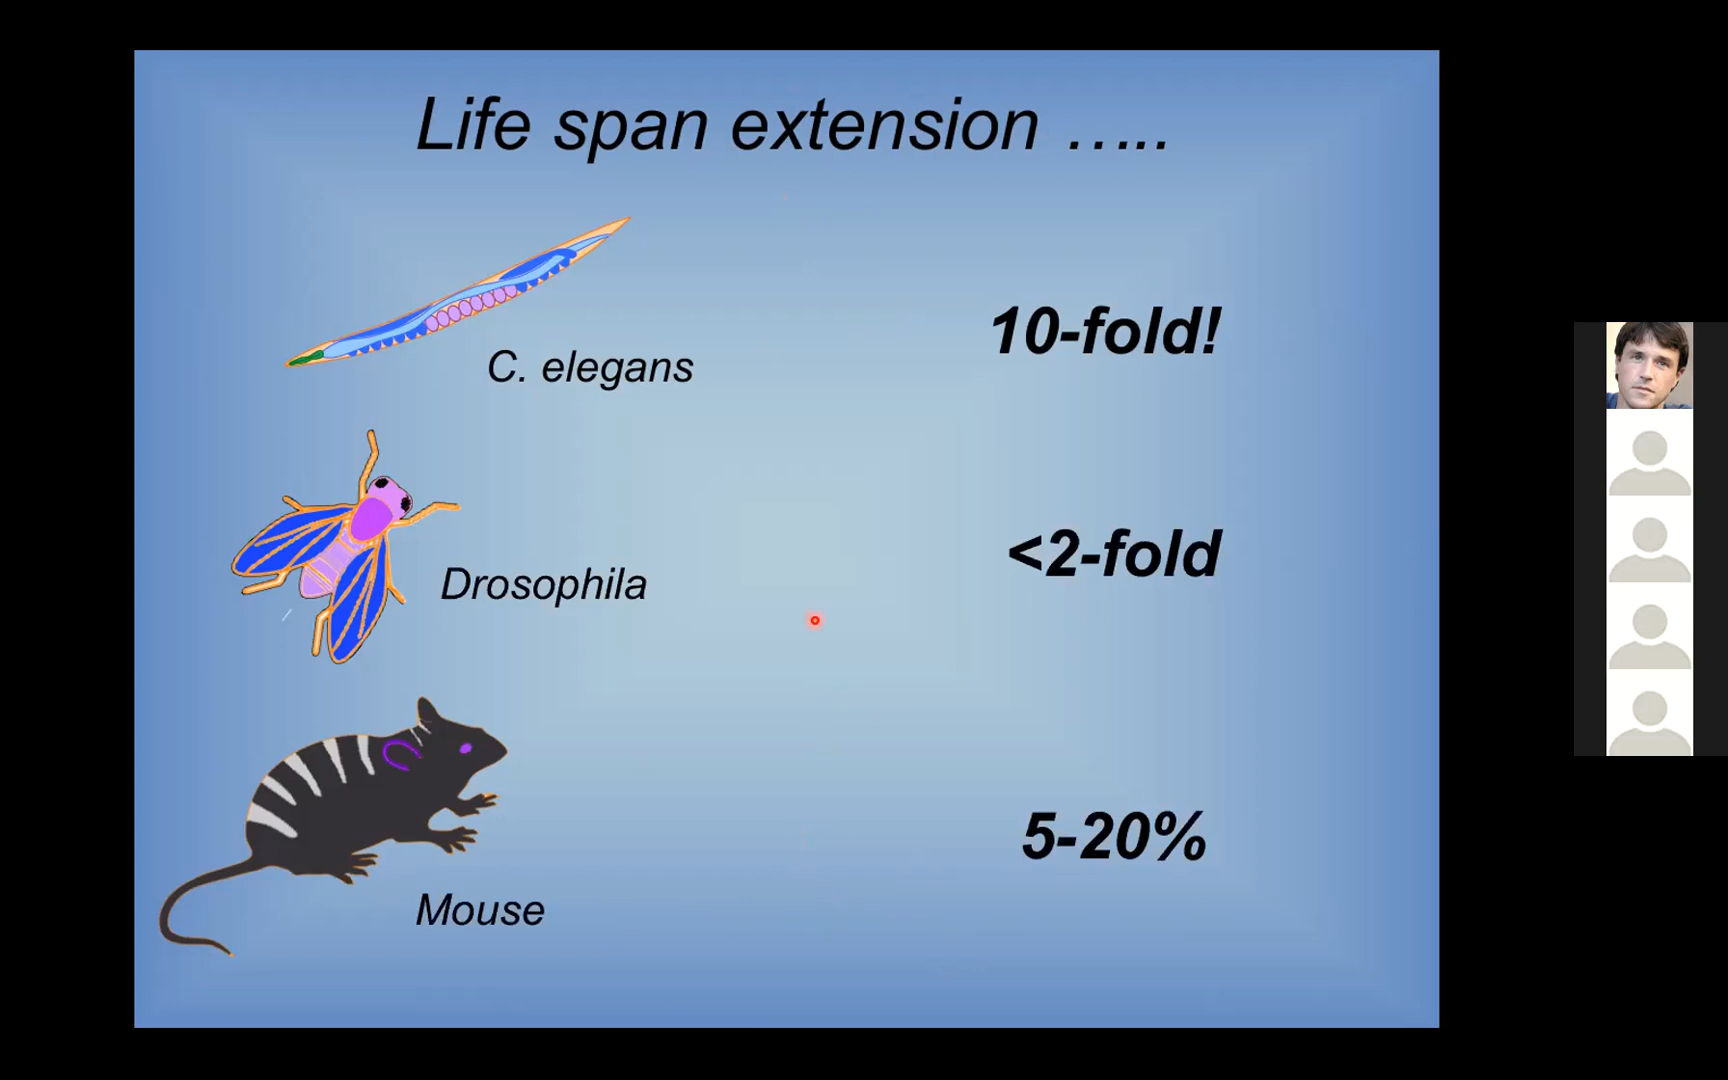 Life span extension …..
C. elegans
10-fold!
Drosophila
<2-fold
Mouse
5-20%